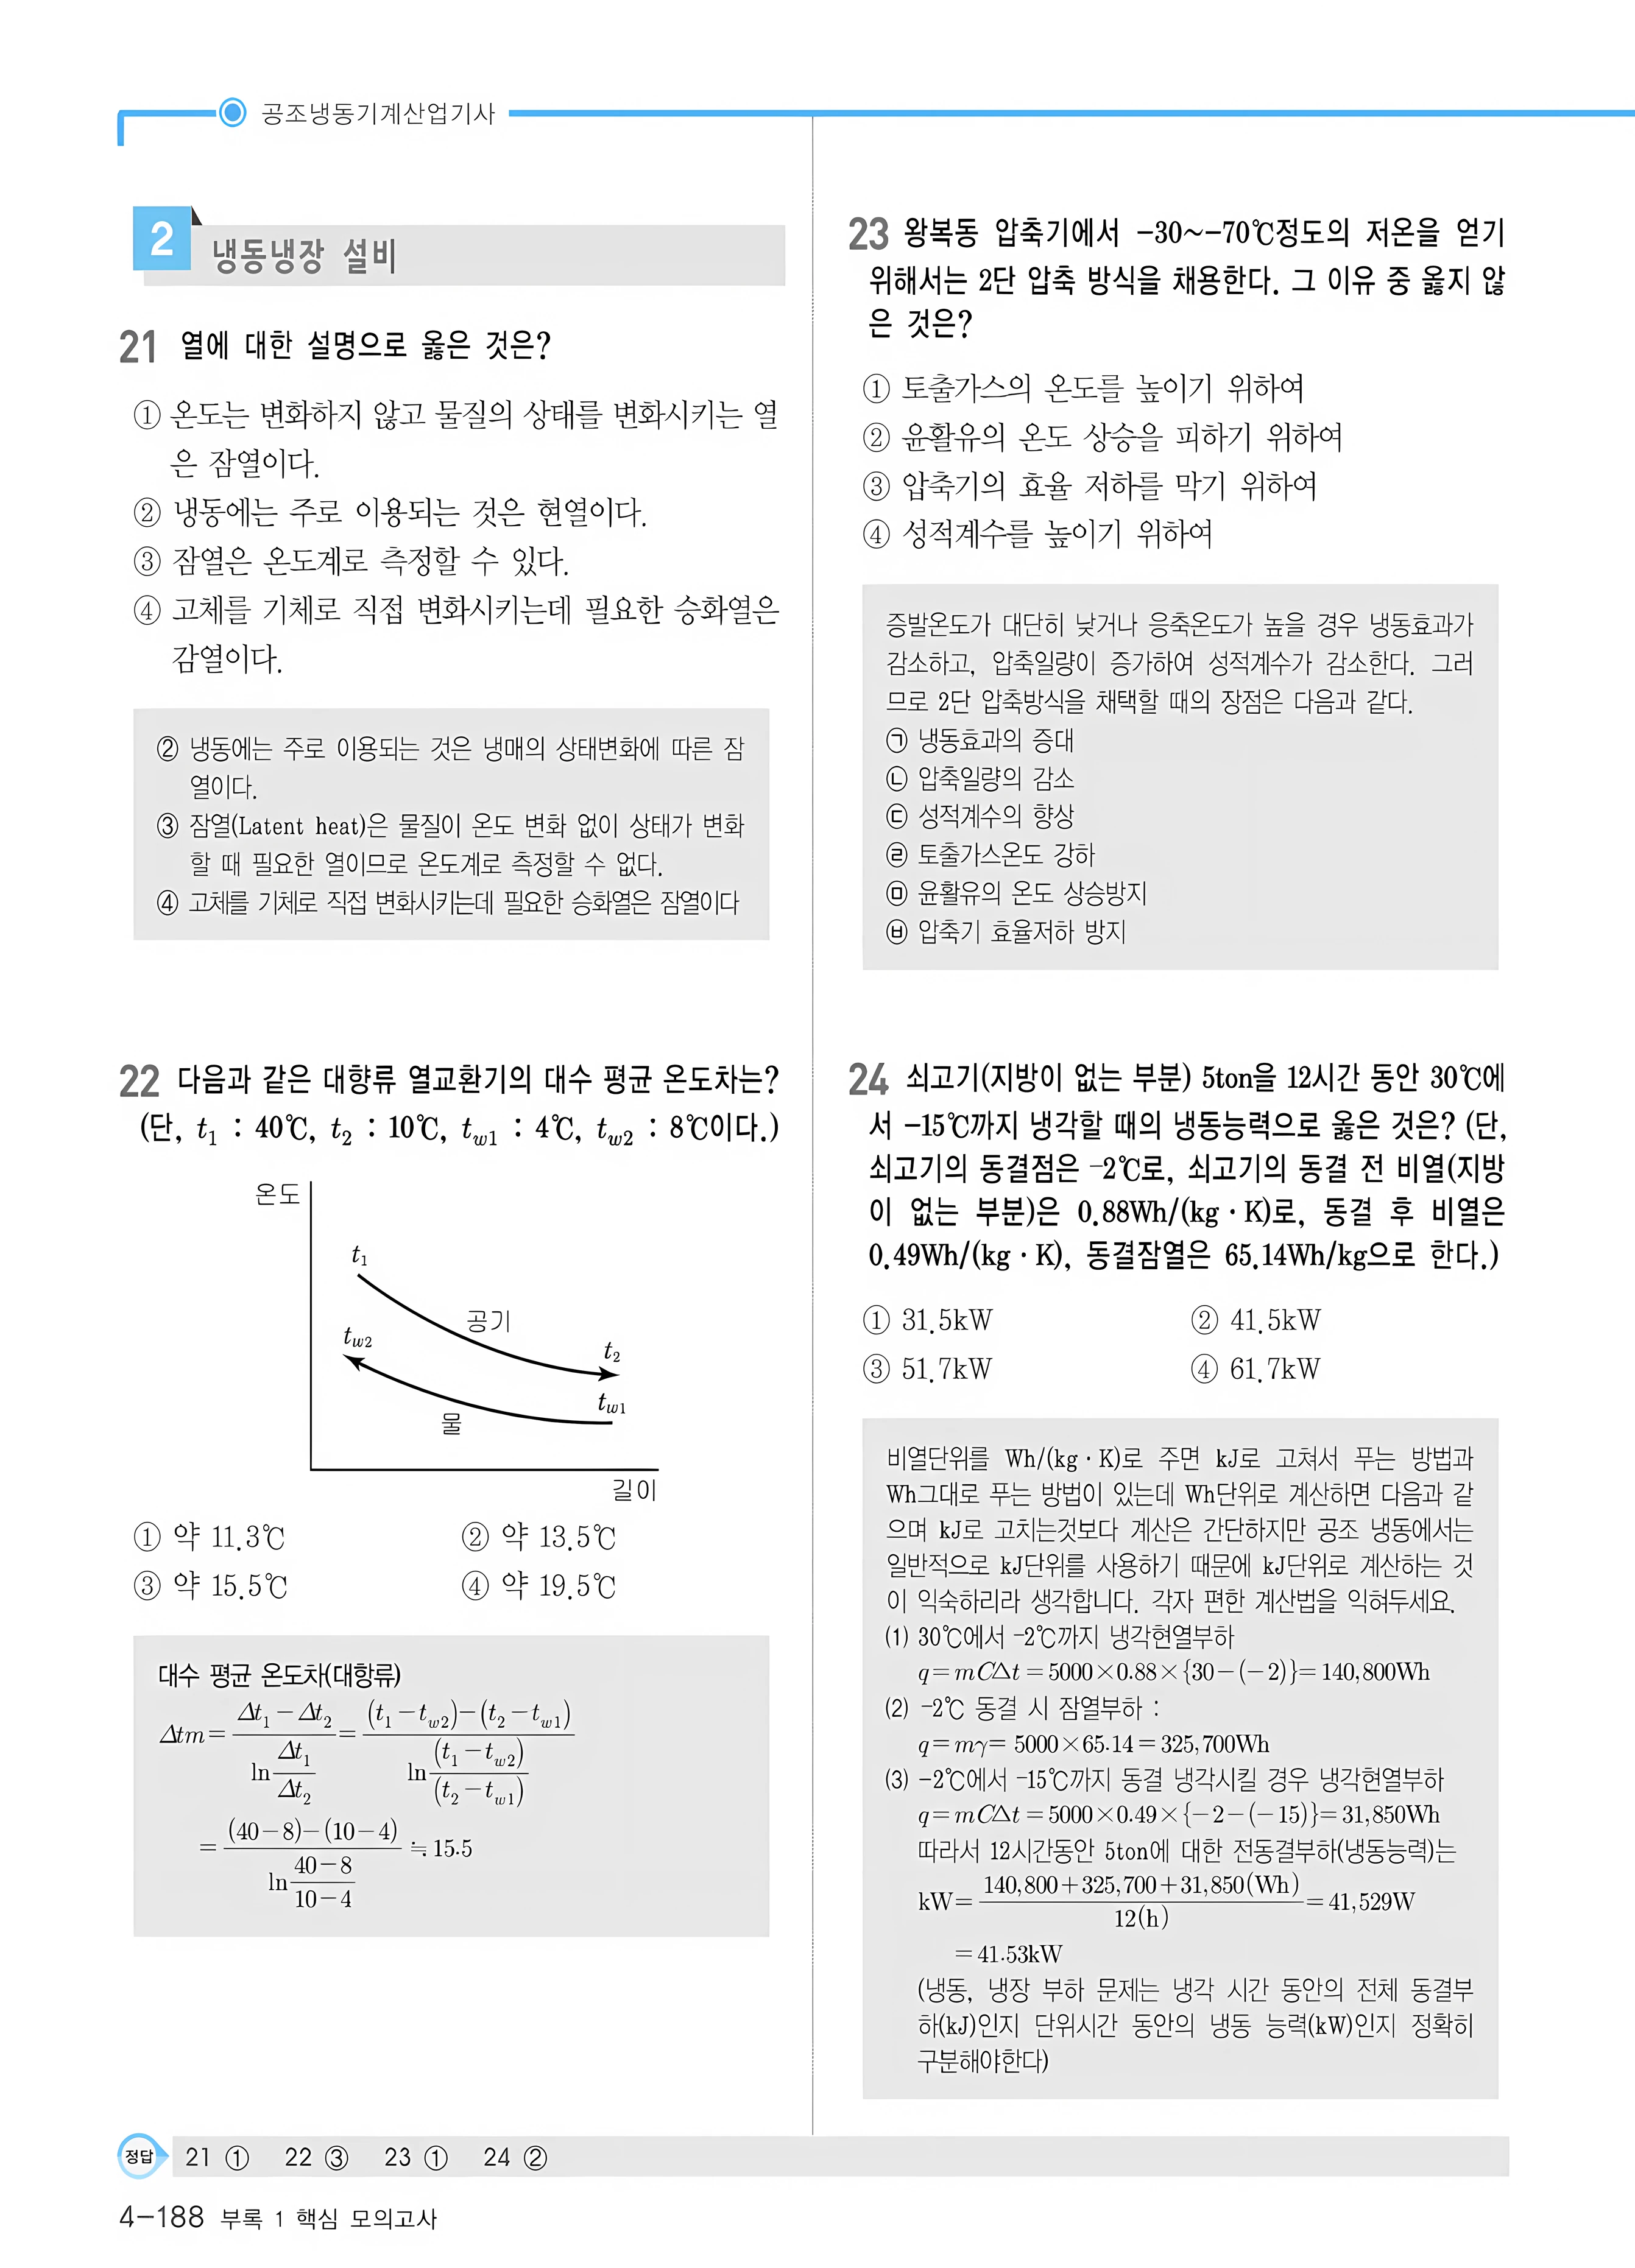 공조냉동기계산업기사
2 냉동냉장 설비
21 열에 대한 설명으로 옳은 것은?
① 온도는 변화하지 않고 물질의 상태를 변화시키는 열
은 잠열이다.
② 냉동에는 주로 이용되는 것은 현열이다.
③ 잠열은 온도계로 측정할 수 있다.
④ 고체를 기체로 직접 변화시키는데 필요한 승화열은
감열이다.
② 냉동에는 주로 이용되는 것은 냉매의 상태변화에 따른 잠
열이다.
③ 잠열(Latent heat)은 물질이 온도 변화 없이 상태가 변화
할 때 필요한 열이므로 온도계로 측정할 수 없다.
④ 고체를 기체로 직접 변화시키는데 필요한 승화열은 잠열이다
22 다음과 같은 대향류 열교환기의 대수 평균 온도차는?
(단, t₁ : 40℃, t₂ : 10℃, t_w1 : 4℃, t_w2 : 8℃이다.)
온도
t₁
공기
t_w2
t₂
t_w1
물
길이
① 약 11.3℃ ② 약 13.5℃
③ 약 15.5℃ ④ 약 19.5℃
대수 평균 온도차(대향류)
Δtm = (Δt₁ − Δt₂) / (ln Δt₁/Δt₂) = ((t₁ − t_w2)−(t₂ − t_w1)) / (ln (t₁ − t_w2)/(t₂ − t_w1))
= ((40−8)−(10−4)) / (ln (40−8)/(10−4)) ≒ 15.5
23 왕복동 압축기에서 -30~-70℃정도의 저온을 얻기
위해서는 2단 압축 방식을 채용한다. 그 이유 중 옳지 않
은 것은?
① 토출가스의 온도를 높이기 위하여
② 윤활유의 온도 상승을 피하기 위하여
③ 압축기의 효율 저하를 막기 위하여
④ 성적계수를 높이기 위하여
증발온도가 대단히 낮거나 응축온도가 높을 경우 냉동효과가
감소하고, 압축일량이 증가하여 성적계수가 감소한다. 그러
므로 2단 압축방식을 채택할 때의 장점은 다음과 같다.
㉠ 냉동효과의 증대
㉡ 압축일량의 감소
㉢ 성적계수의 향상
㉣ 토출가스온도 강하
㉤ 윤활유의 온도 상승방지
㉥ 압축기 효율저하 방지
24 쇠고기(지방이 없는 부분) 5ton을 12시간 동안 30℃에
서 -15℃까지 냉각할 때의 냉동능력으로 옳은 것은? (단,
쇠고기의 동결점은 -2℃로, 쇠고기의 동결 전 비열(지방
이 없는 부분)은 0.88Wh/(kg·K)로, 동결 후 비열은
0.49Wh/(kg·K), 동결잠열은 65.14Wh/kg으로 한다.)
① 31.5kW ② 41.5kW
③ 51.7kW ④ 61.7kW
비열단위를 Wh/(kg·K)로 주면 kJ로 고쳐서 푸는 방법과
Wh그대로 푸는 방법이 있는데 Wh단위로 계산하면 다음과 같
으며 kJ로 고치는것보다 계산은 간단하지만 공조 냉동에서는
일반적으로 kJ단위를 사용하기 때문에 kJ단위로 계산하는 것
이 익숙하리라 생각합니다. 각자 편한 계산법을 익혀두세요.
(1) 30℃에서 -2℃까지 냉각현열부하
q = mCΔt = 5000×0.88×{30−(−2)} = 140,800Wh
(2) -2℃ 동결 시 잠열부하 :
q = mγ = 5000×65.14 = 325,700Wh
(3) -2℃에서 -15℃까지 동결 냉각시킬 경우 냉각현열부하
q = mCΔt = 5000×0.49×{−2−(−15)} = 31,850Wh
따라서 12시간동안 5ton에 대한 전동결부하(냉동능력)는
kW = (140,800+325,700+31,850(Wh)) / 12(h) = 41,529W
= 41.53kW
(냉동, 냉장 부하 문제는 냉각 시간 동안의 전체 동결부
하(kJ)인지 단위시간 동안의 냉동 능력(kW)인지 정확히
구분해야한다)
정답 21 ① 22 ③ 23 ① 24 ②
4-188 부록 1 핵심 모의고사